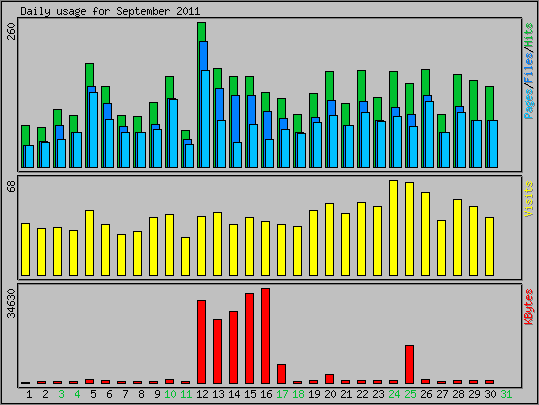 Daily usage for September 2011
260
Pages/Files/Hits
68
Visits
34630
KBytes
1 2 3 4 5 6 7 8 9 10 11 12 13 14 15 16 17 18 19 20 21 22 23 24 25 26 27 28 29 30 31